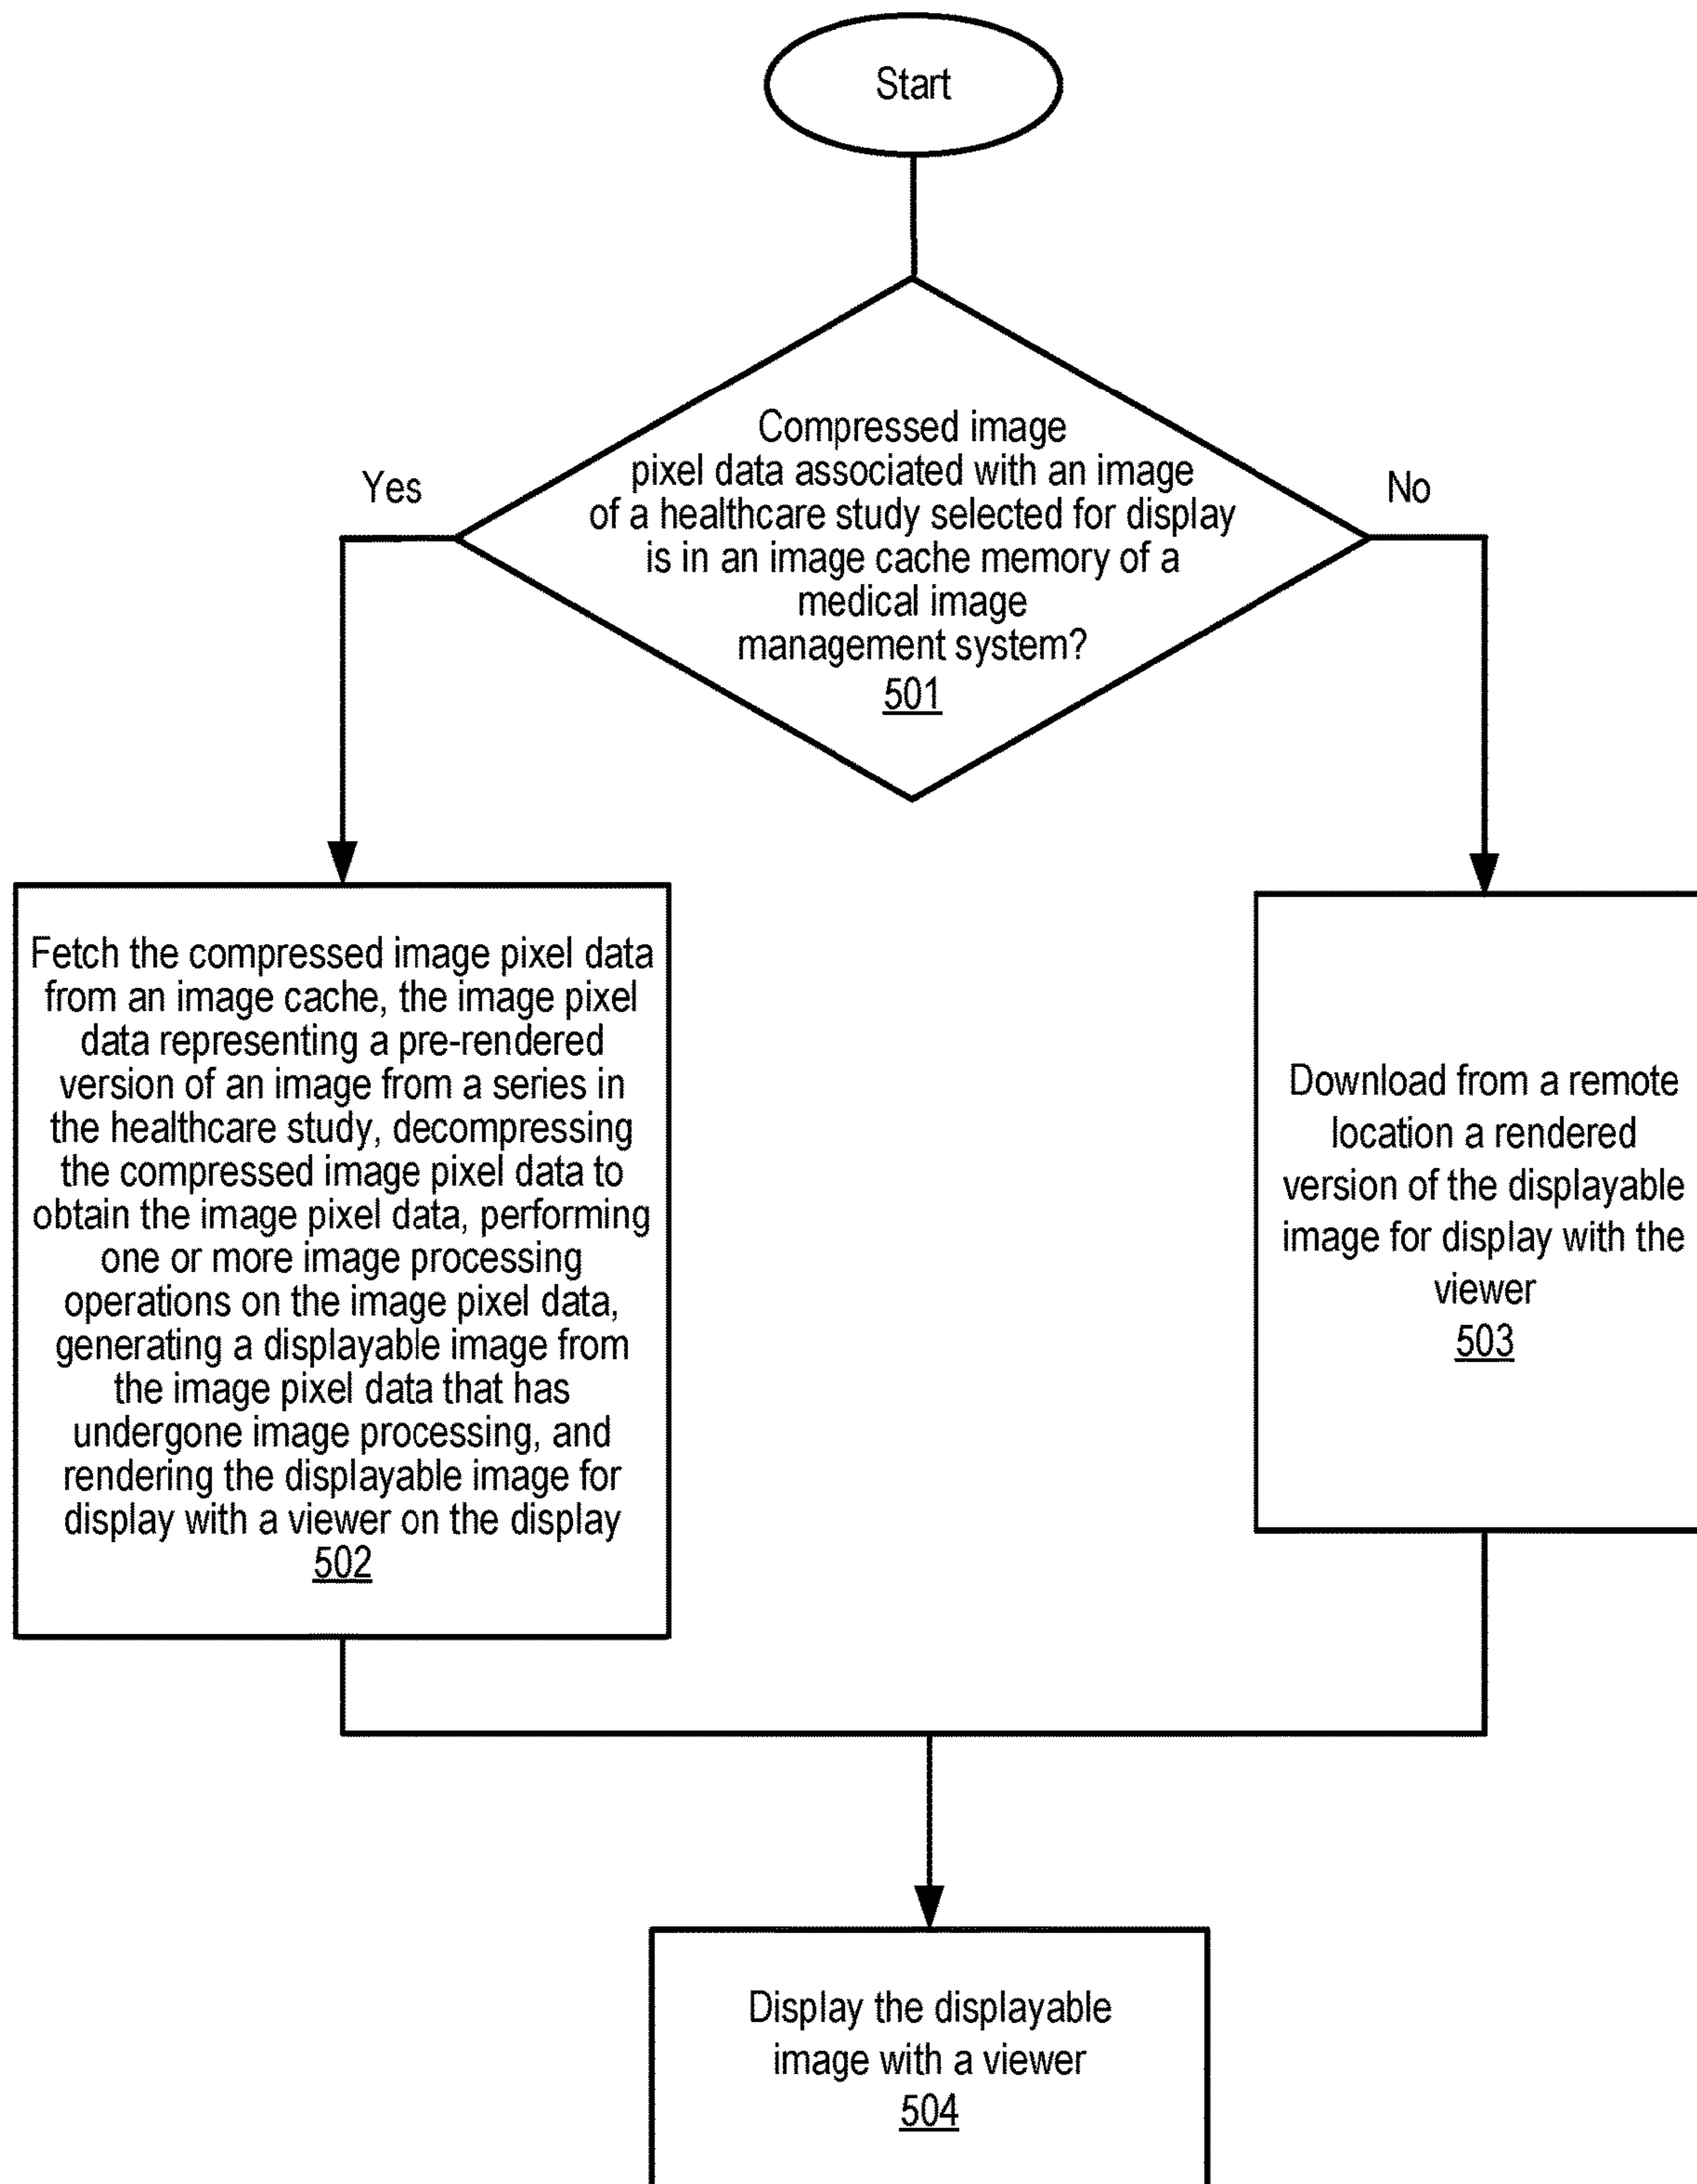 Start
Compressed image
pixel data associated with an image
of a healthcare study selected for display
is in an image cache memory of a
medical image
management system?
501
Yes
No
Fetch the compressed image pixel data
from an image cache, the image pixel
data representing a pre-rendered
version of an image from a series in
the healthcare study, decompressing
the compressed image pixel data to
obtain the image pixel data, performing
one or more image processing
operations on the image pixel data,
generating a displayable image from
the image pixel data that has
undergone image processing, and
rendering the displayable image for
display with a viewer on the display
502
Download from a remote
location a rendered
version of the displayable
image for display with the
viewer
503
Display the displayable
image with a viewer
504